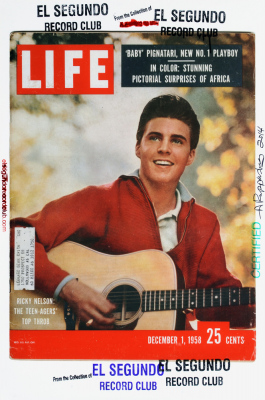 EL SEGUNDO
RECORD CLUB
From the Collection of
EL SEGUNDO
RECORD CLUB
LIFE
'BABY' PIGNATARI, NEW NO. 1 PLAYBOY
IN COLOR: STUNNING
PICTORIAL SURPRISES OF AFRICA
RICKY NELSON:
THE TEEN-AGERS'
TOP THROB
DECEMBER 1, 1958
25 CENTS
CERTIFIED
2014
From the Collection of
EL SEGUNDO
RECORD CLUB
EL SEGUNDO
RECORD CLUB